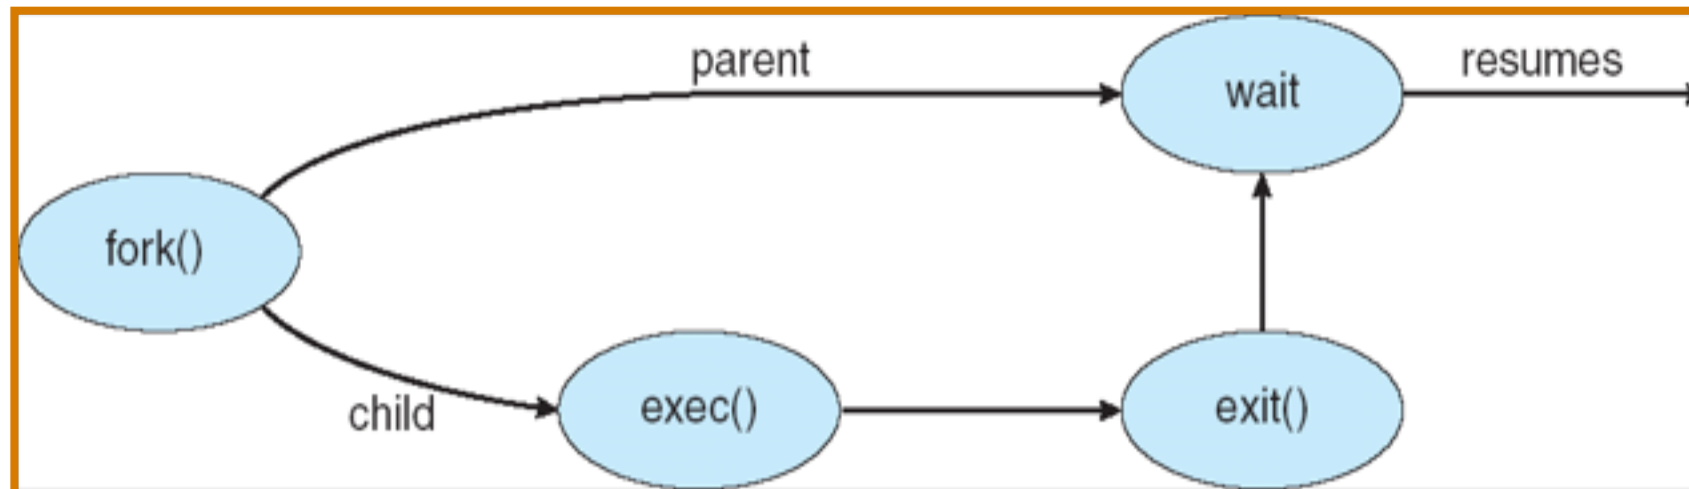 parent
wait
resumes
fork()
child
exec()
exit()